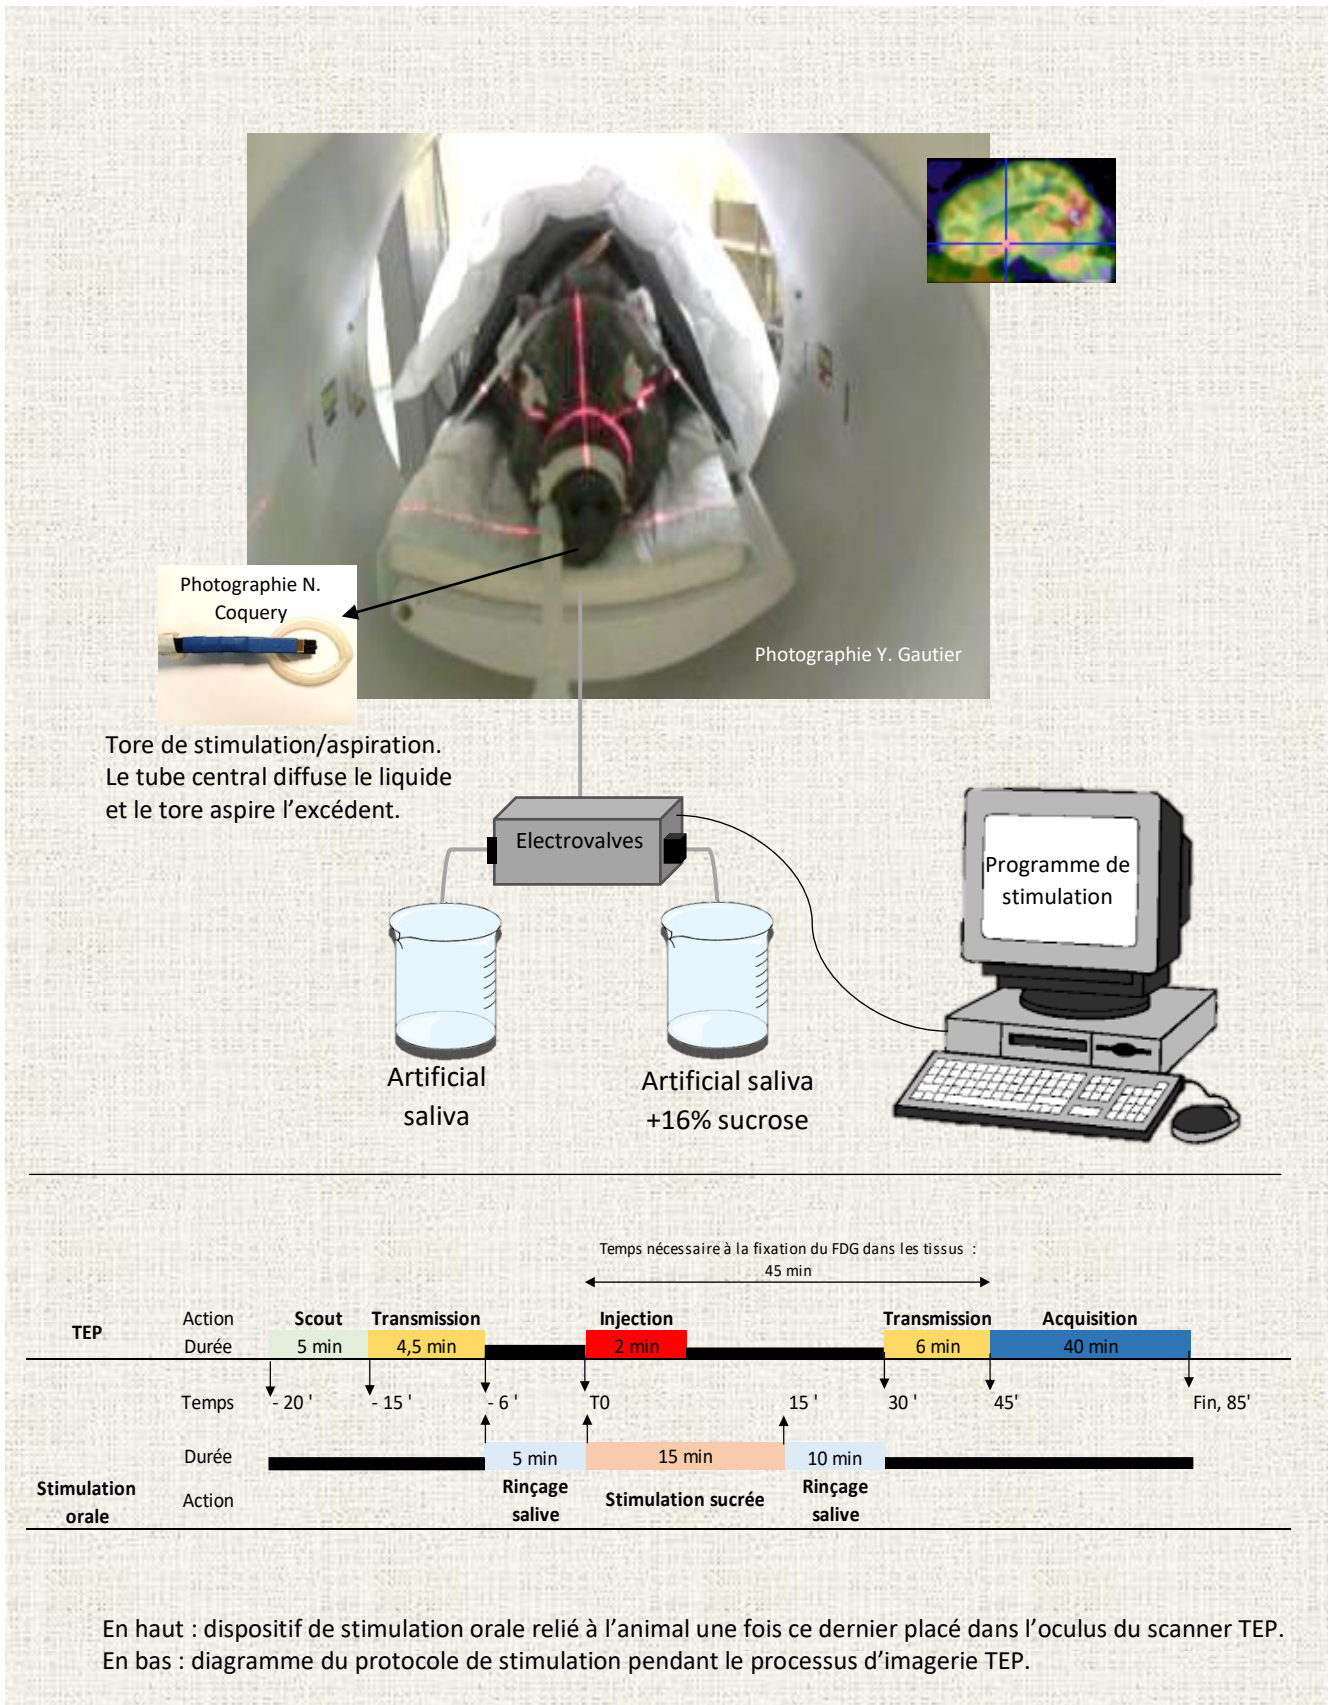 Photographie N.
Coquery
Photographie Y. Gautier
Tore de stimulation/aspiration.
Le tube central diffuse le liquide
et le tore aspire l’excédent.
Electrovalves
Programme de
stimulation
Artificial
saliva
Artificial saliva
+16% sucrose
Temps nécessaire à la fixation du FDG dans les tissus :
45 min
TEP
Action Scout Transmission Injection Transmission Acquisition
Durée 5 min 4,5 min 2 min 6 min 40 min
Temps - 20 ' - 15 ' - 6 ' T0 15 ' 30 ' 45' Fin, 85'
Durée 5 min 15 min 10 min
Stimulation
orale
Action
Rinçage
salive
Stimulation sucrée
Rinçage
salive
En haut : dispositif de stimulation orale relié à l’animal une fois ce dernier placé dans l’oculus du scanner TEP.
En bas : diagramme du protocole de stimulation pendant le processus d’imagerie TEP.